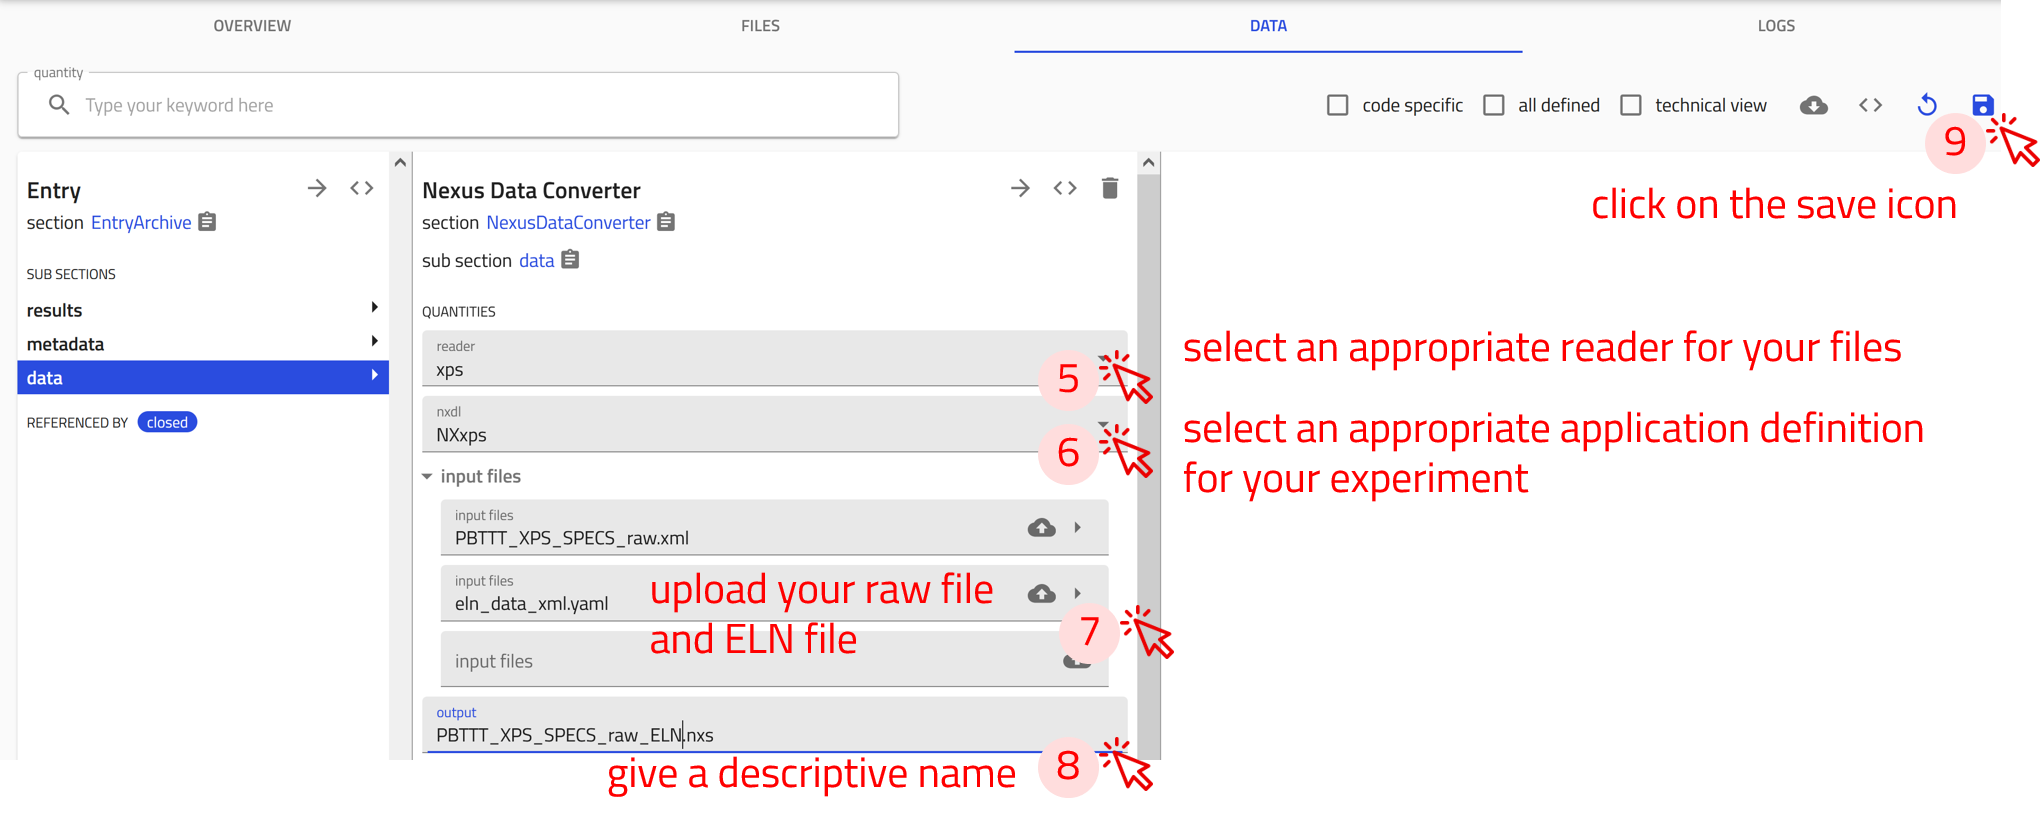 OVERVIEW FILES DATA LOGS
quantity
Type your keyword here
code specific all defined technical view
9
click on the save icon
Entry
section EntryArchive
SUB SECTIONS
results
metadata
data
REFERENCED BY closed
Nexus Data Converter
section NexusDataConverter
sub section data
QUANTITIES
reader
xps
5
select an appropriate reader for your files
nxdl
NXxps
6
select an appropriate application definition
for your experiment
input files
input files
PBTTT_XPS_SPECS_raw.xml
input files
eln_data_xml.yaml
upload your raw file
and ELN file
7
input files
output
PBTTT_XPS_SPECS_raw_ELN.nxs
give a descriptive name
8